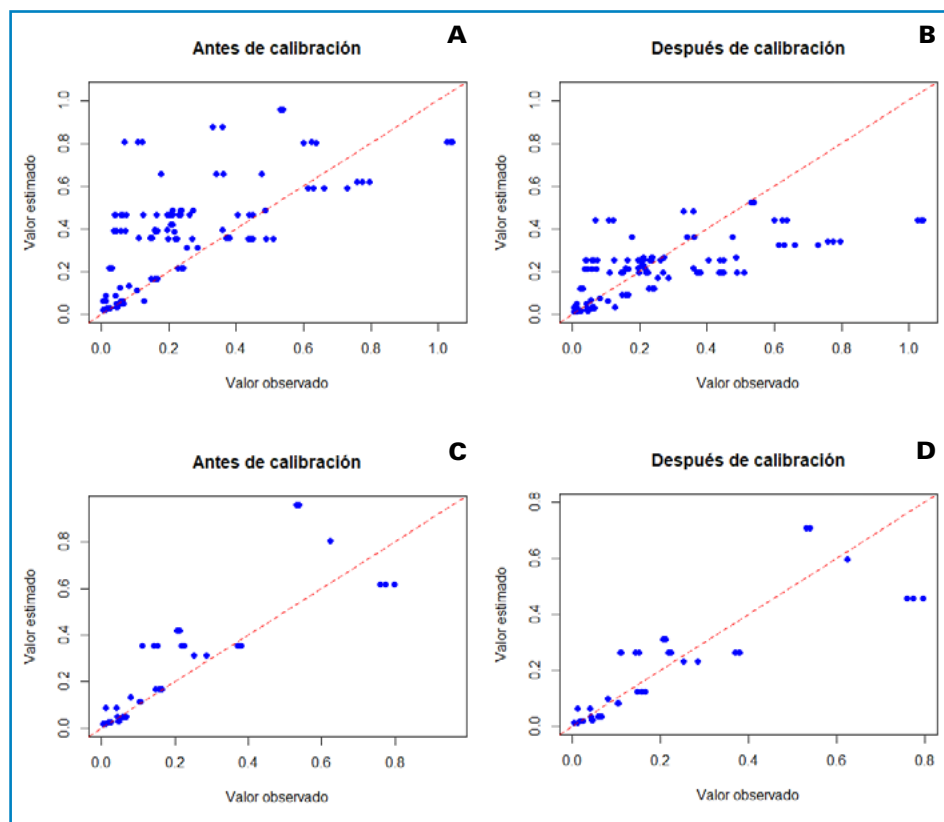 A
Antes de calibración
Valor estimado
1.0
0.8
0.6
0.4
0.2
0.0
0.0 0.2 0.4 0.6 0.8 1.0
Valor observado
B
Después de calibración
Valor estimado
1.0
0.8
0.6
0.4
0.2
0.0
0.0 0.2 0.4 0.6 0.8 1.0
Valor observado
C
Antes de calibración
Valor estimado
0.8
0.6
0.4
0.2
0.0
0.0 0.2 0.4 0.6 0.8
Valor observado
D
Después de calibración
Valor estimado
0.8
0.6
0.4
0.2
0.0
0.0 0.2 0.4 0.6 0.8
Valor observado